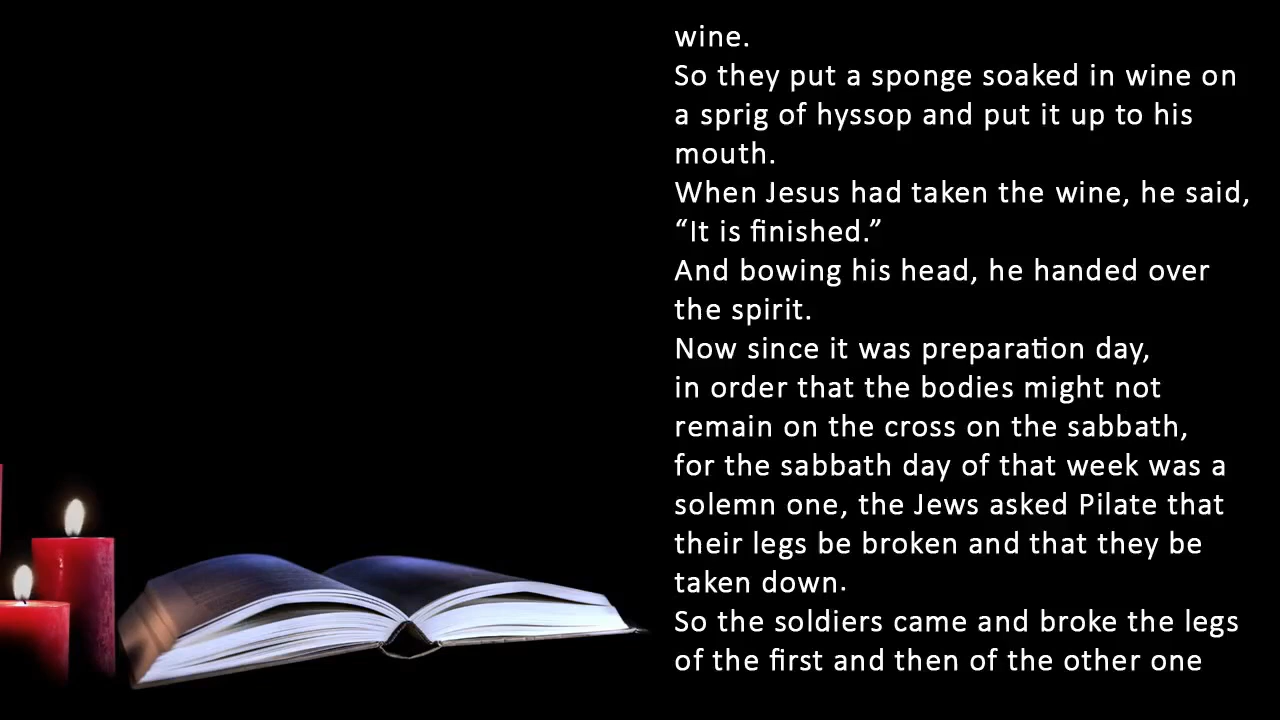 wine.
So they put a sponge soaked in wine on
a sprig of hyssop and put it up to his
mouth.
When Jesus had taken the wine, he said,
“It is finished.”
And bowing his head, he handed over
the spirit.
Now since it was preparation day,
in order that the bodies might not
remain on the cross on the sabbath,
for the sabbath day of that week was a
solemn one, the Jews asked Pilate that
their legs be broken and that they be
taken down.
So the soldiers came and broke the legs
of the first and then of the other one